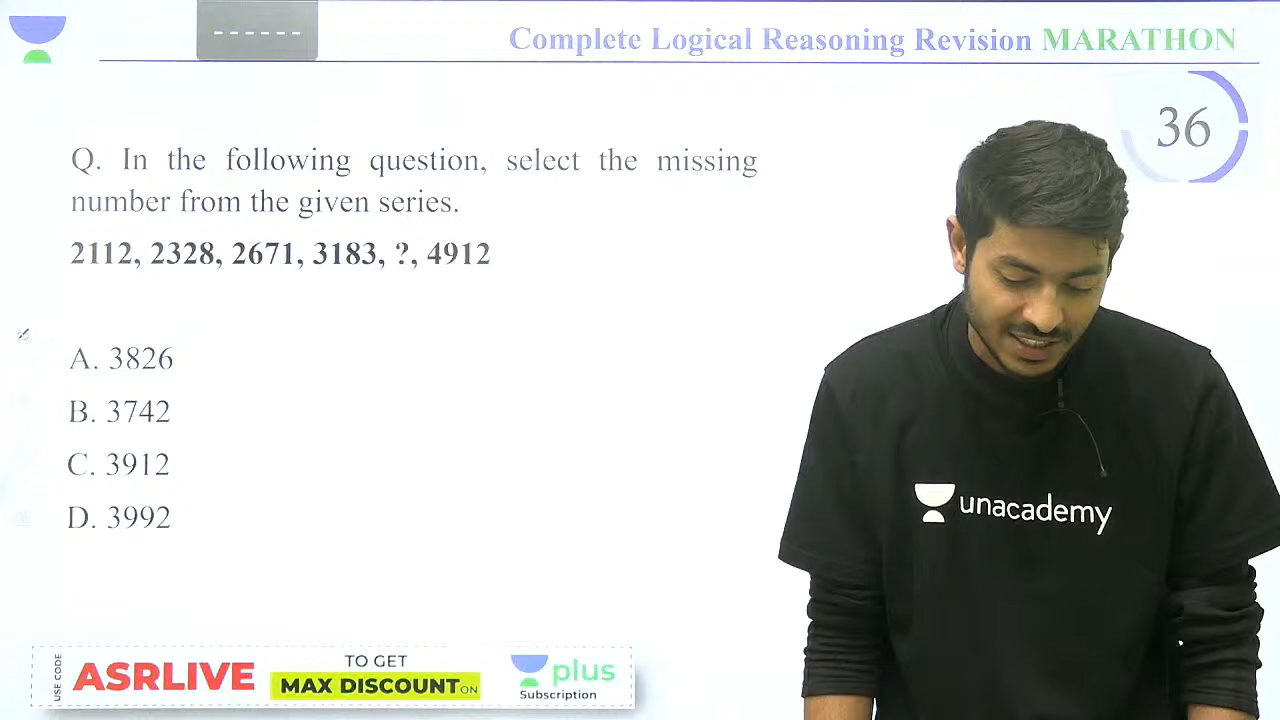 Complete Logical Reasoning Revision MARATHON
36
Q. In the following question, select the missing
number from the given series.
2112, 2328, 2671, 3183, ?, 4912
A. 3826
B. 3742
C. 3912
D. 3992
unacademy
USE CODE
ASRLIVE
TO GET
MAX DISCOUNT ON
plus
Subscription